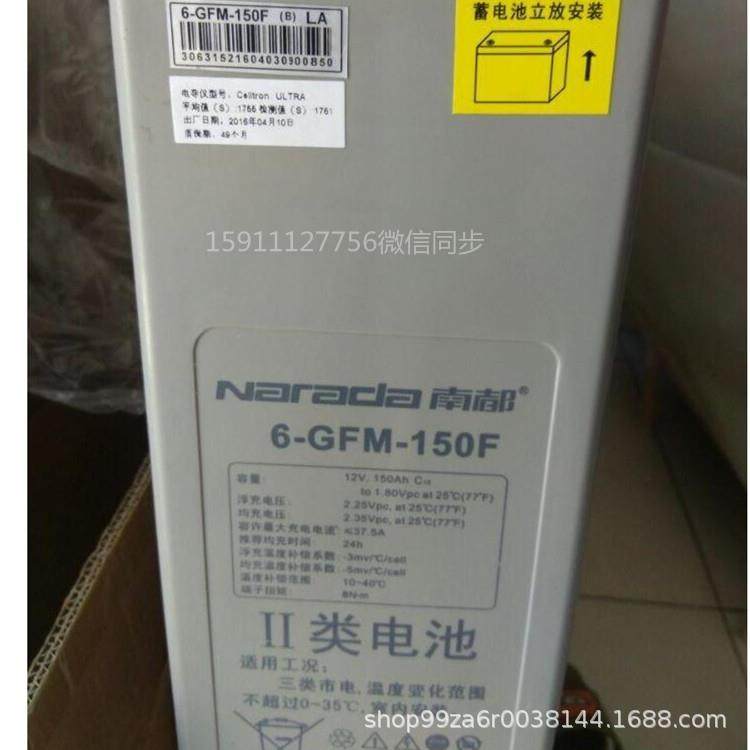 6-GFM-150F (B) LA
30631521604030900850
蓄电池立放安装
电导仪型号: Celltron ULTRA
平均值（S）:1766 检测值（S）:1761
出厂日期: 2016年04月10日
质保期: 49个月
15911127756微信同步
Narada 南都®
6-GFM-150F
容量: 12V, 150Ah C₁₀
to 1.80Vpc at 25℃(77℉)
浮充电压: 2.25Vpc, at 25℃(77℉)
均充电压: 2.35Vpc, at 25℃(77℉)
容许最大充电电流: ≤37.5A
推荐均充时间: 24h
浮充温度补偿系数: -3mv/℃/cell
均充温度补偿系数: -5mv/℃/cell
温度补偿范围: 10~40℃
端子扭矩: 8N·m
II类电池
适用工况:
三类市电,温度变化范围
不超过0~35℃,室内安装
shop99za6r0038144.1688.com